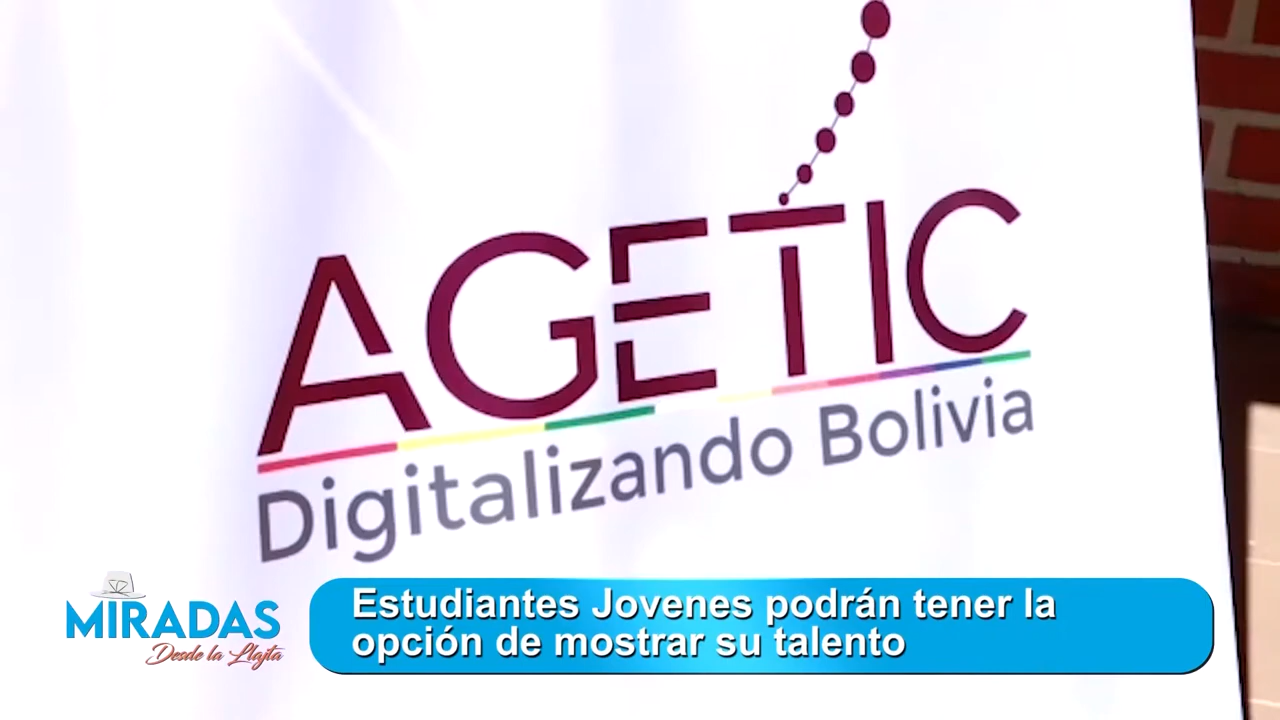 AGETIC
Digitalizando Bolivia
MIRADAS
Desde la Llajta
Estudiantes Jovenes podrán tener la
opción de mostrar su talento